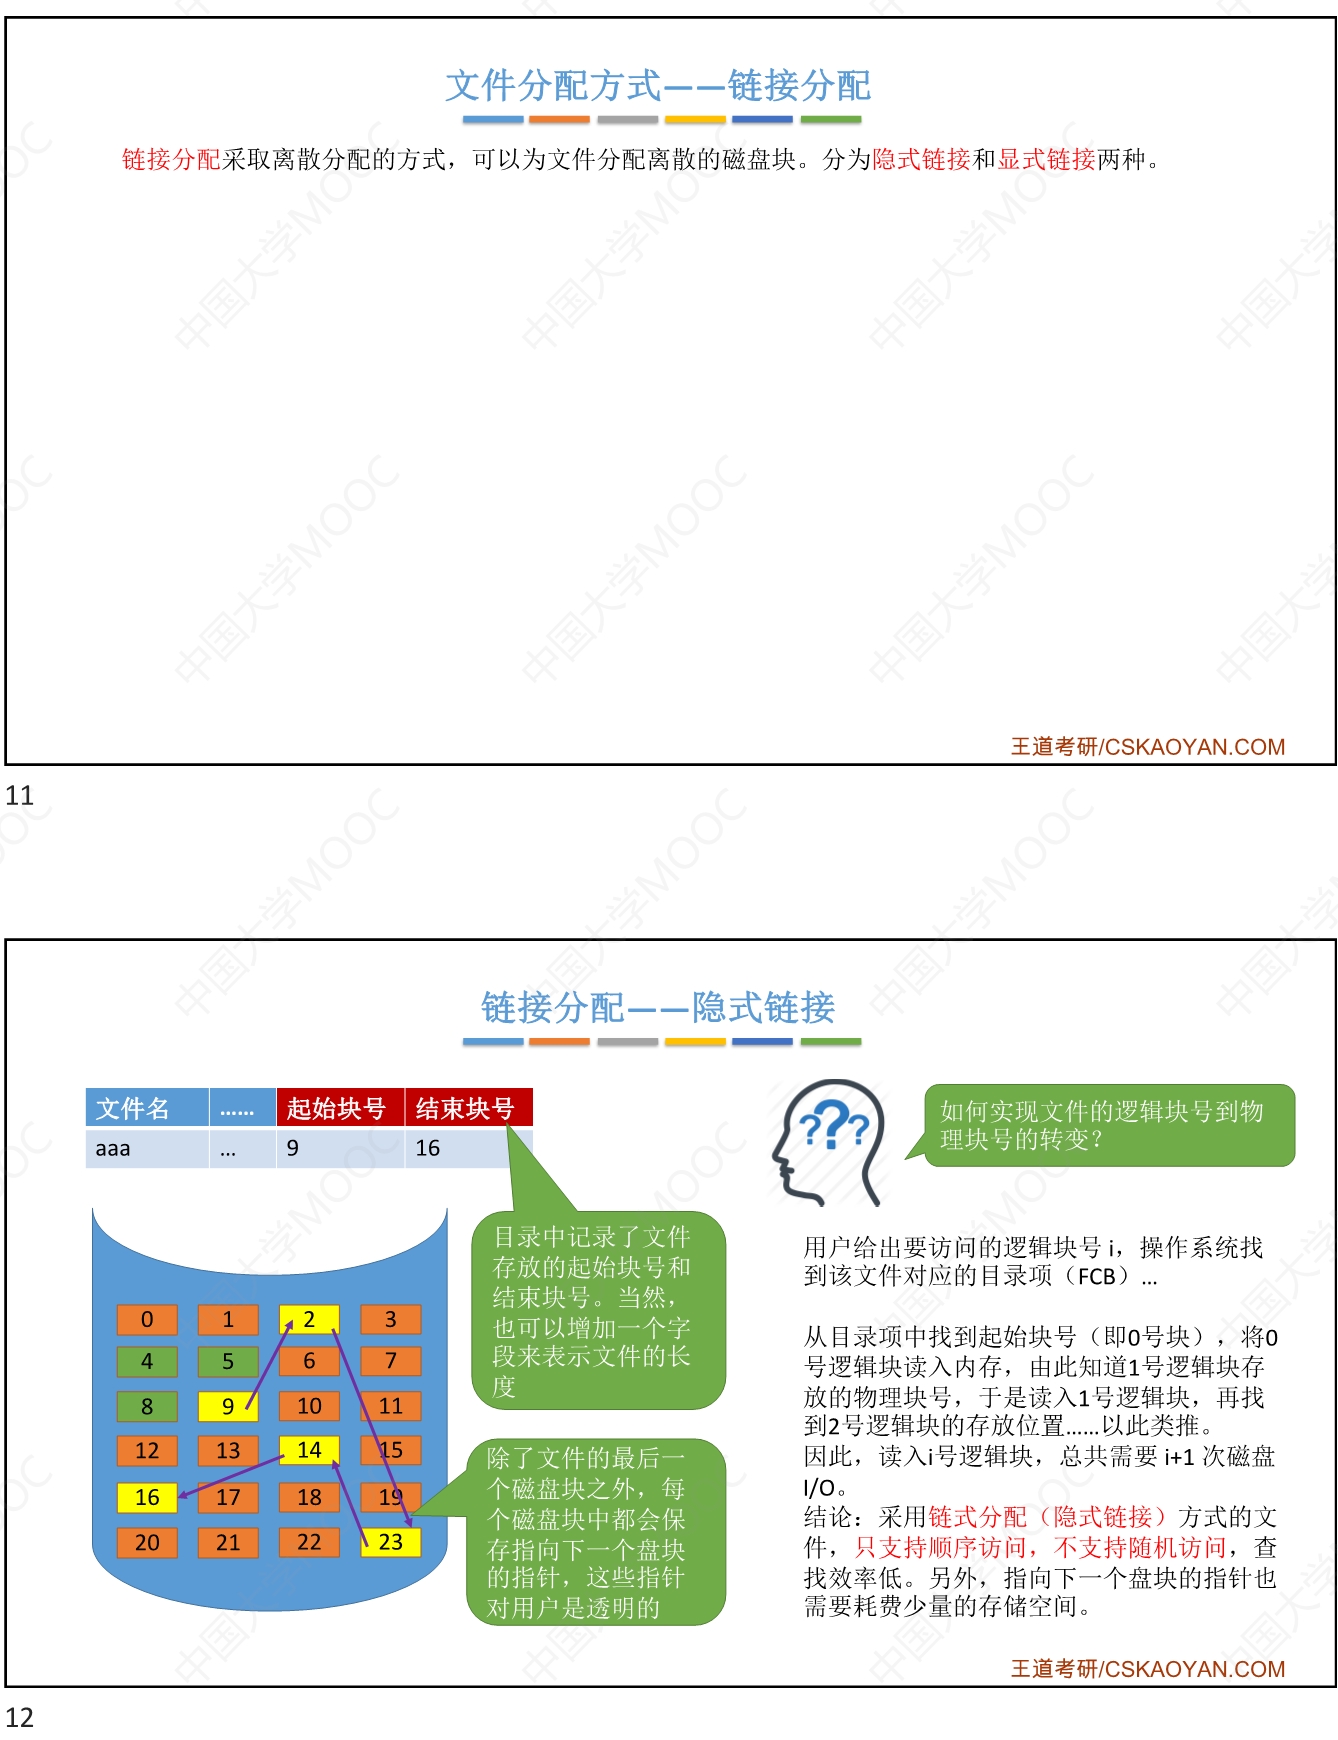 文件分配方式——链接分配
链接分配采取离散分配的方式，可以为文件分配离散的磁盘块。分为隐式链接和显式链接两种。
王道考研/CSKAOYAN.COM
11
链接分配——隐式链接
文件名 …… 起始块号 结束块号
aaa … 9 16
如何实现文件的逻辑块号到物
理块号的转变？
???
目录中记录了文件
存放的起始块号和
结束块号。当然，
也可以增加一个字
段来表示文件的长
度
0 1 2 3
4 5 6 7
8 9 10 11
12 13 14 15
16 17 18 19
20 21 22 23
除了文件的最后一
个磁盘块之外，每
个磁盘块中都会保
存指向下一个盘块
的指针，这些指针
对用户是透明的
用户给出要访问的逻辑块号 i，操作系统找
到该文件对应的目录项（FCB）…
从目录项中找到起始块号（即0号块），将0
号逻辑块读入内存，由此知道1号逻辑块存
放的物理块号，于是读入1号逻辑块，再找
到2号逻辑块的存放位置……以此类推。
因此，读入i号逻辑块，总共需要 i+1 次磁盘
I/O。
结论：采用链式分配（隐式链接）方式的文
件，只支持顺序访问，不支持随机访问，查
找效率低。另外，指向下一个盘块的指针也
需要耗费少量的存储空间。
王道考研/CSKAOYAN.COM
12
中国大学MOOC